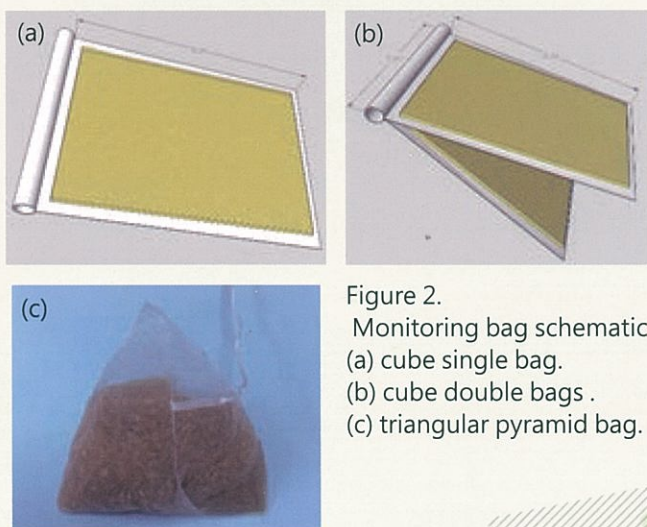 (a)
(b)
(c)
Figure 2.
Monitoring bag schematic
(a) cube single bag.
(b) cube double bags .
(c) triangular pyramid bag.